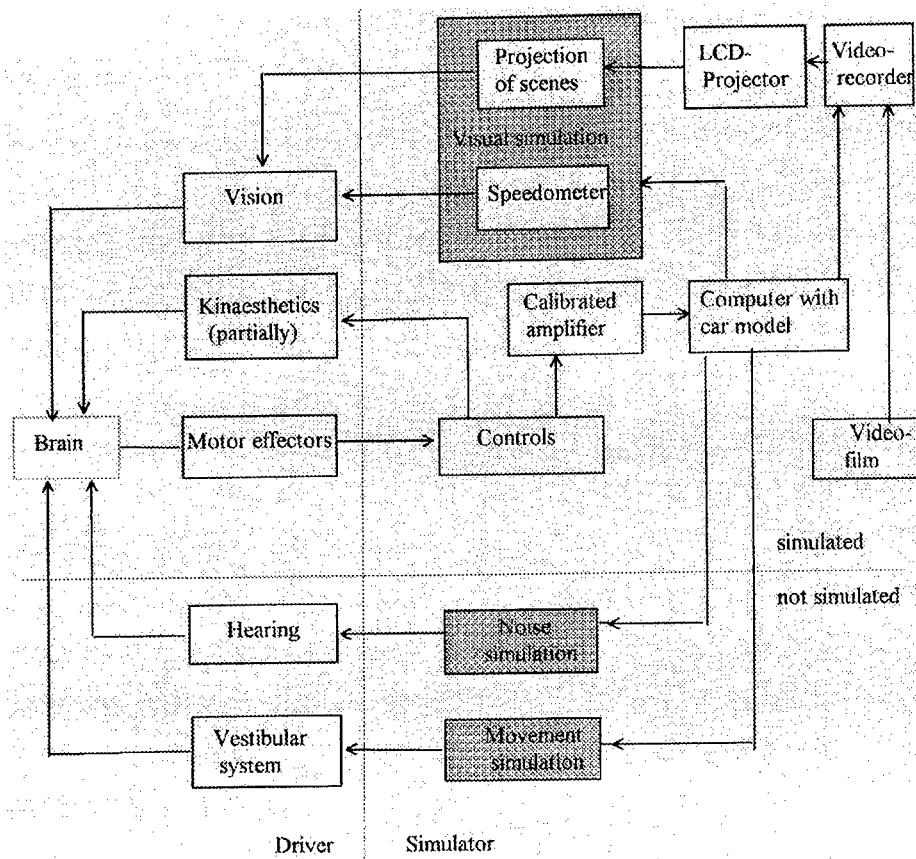 Projection
of scenes
LCD-
Projector
Video-
recorder
Visual simulation
Vision
Speedometer
Kinaesthetics
(partially)
Calibrated
amplifier
Computer with
car model
Brain
Motor effectors
Controls
Video-
film
simulated
not simulated
Hearing
Noise
simulation
Vestibular
system
Movement
simulation
Driver
Simulator